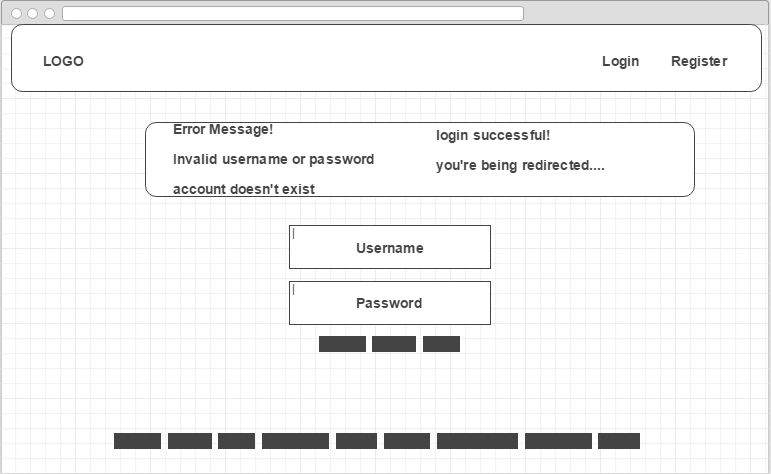 LOGO
Login
Register
Error Message!
Invalid username or password
account doesn't exist
login successful!
you're being redirected....
Username
Password